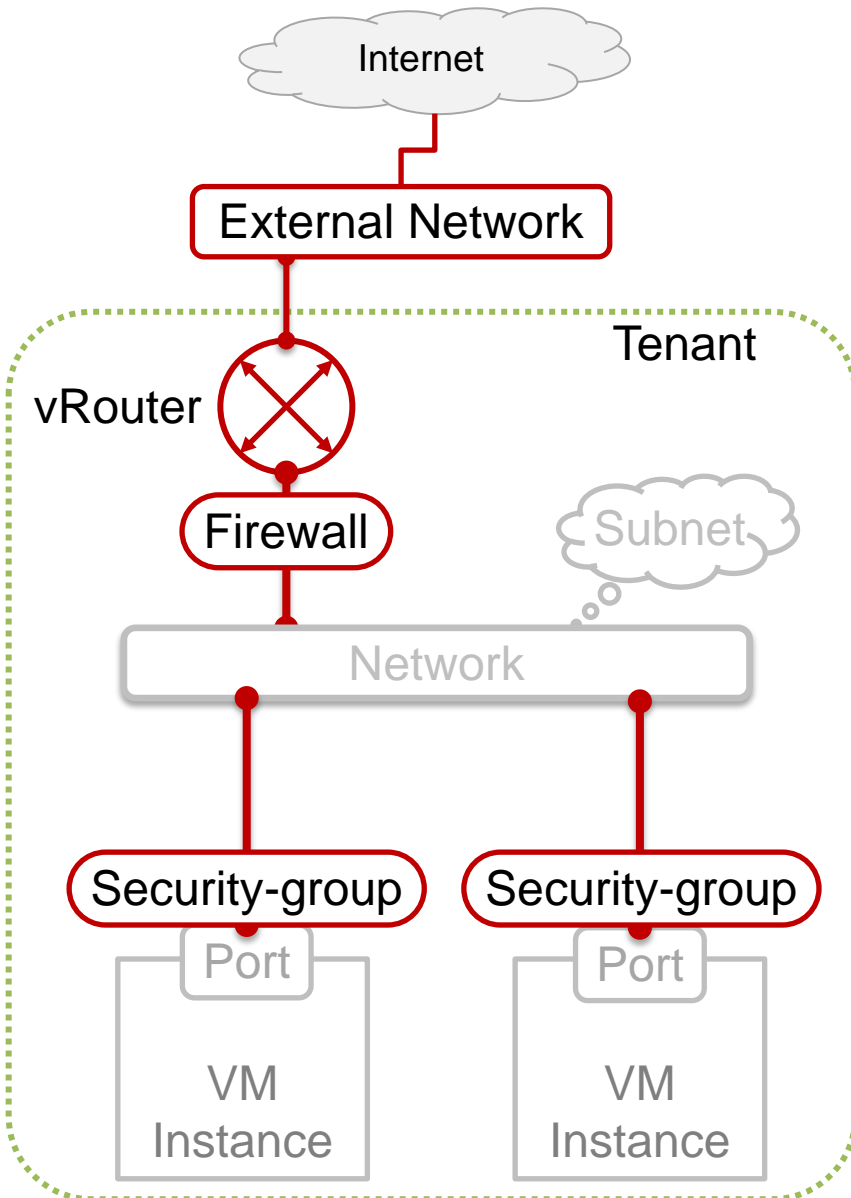 Internet
External Network
Tenant
vRouter
Firewall
Subnet
Network
Security-group
Security-group
Port
Port
VM
Instance
VM
Instance